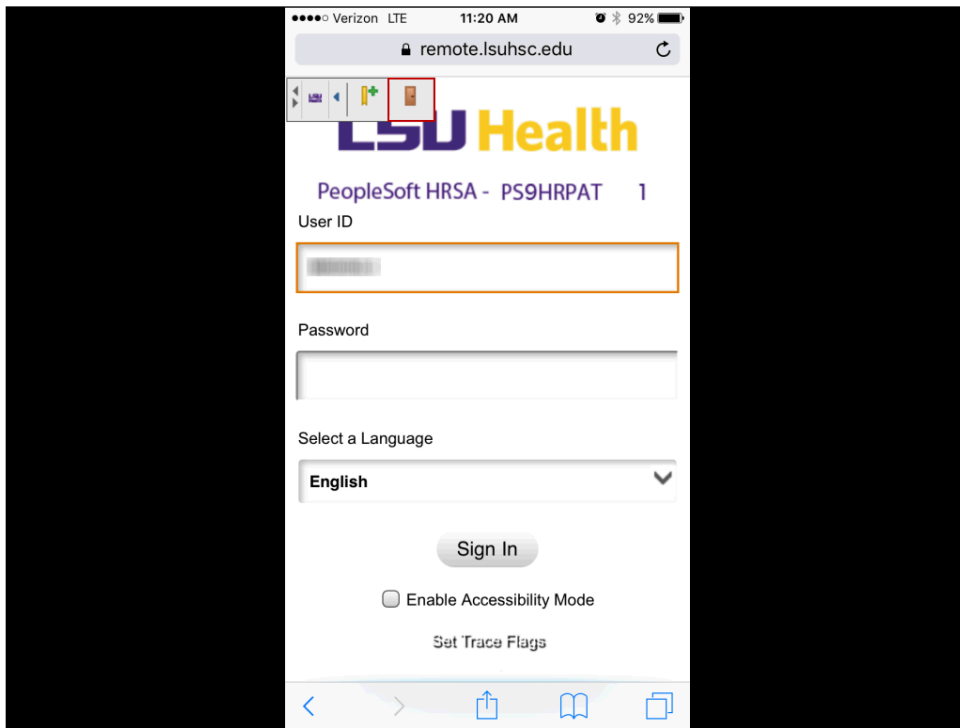 Verizon LTE 11:20 AM 92%
remote.lsuhsc.edu
LSU
LSU Health
PeopleSoft HRSA - PS9HRPAT 1
User ID
Password
Select a Language
English
Sign In
Enable Accessibility Mode
Set Trace Flags